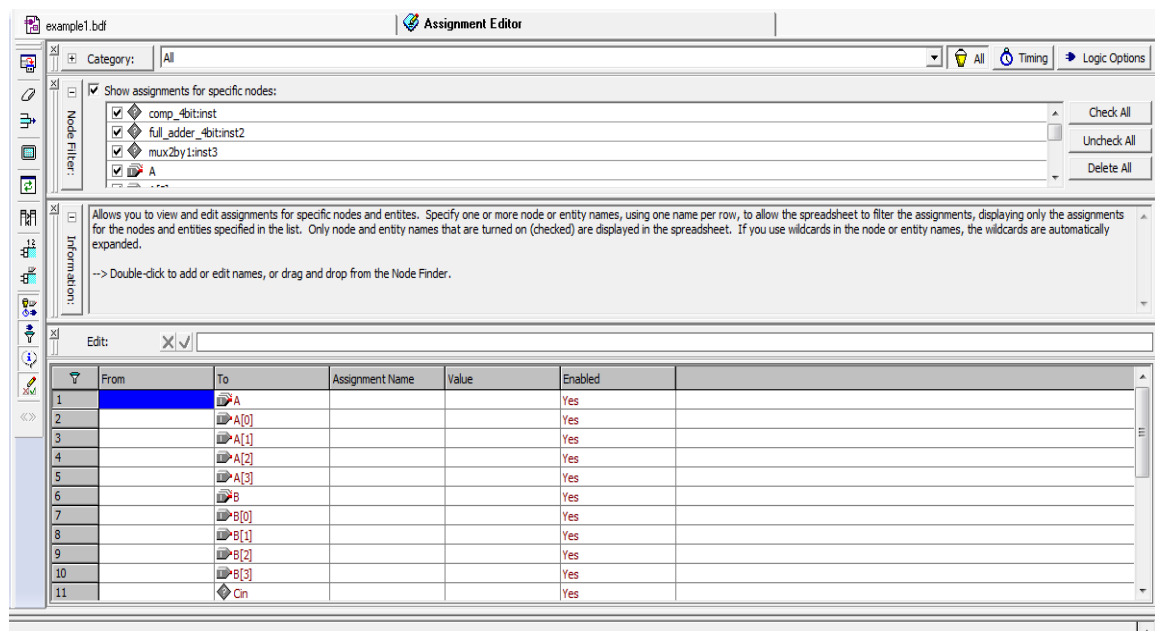 example1.bdf
Assignment Editor
Category: All
All Timing Logic Options
Node Filter:
Show assignments for specific nodes:
comp_4bit:inst
full_adder_4bit:inst2
mux2by1:inst3
A
Check All
Uncheck All
Delete All
Information:
Allows you to view and edit assignments for specific nodes and entites. Specify one or more node or entity names, using one name per row, to allow the spreadsheet to filter the assignments, displaying only the assignments
for the nodes and entities specified in the list. Only node and entity names that are turned on (checked) are displayed in the spreadsheet. If you use wildcards in the node or entity names, the wildcards are automatically
expanded.
--> Double-click to add or edit names, or drag and drop from the Node Finder.
Edit:
From To Assignment Name Value Enabled
1 A Yes
2 A[0] Yes
3 A[1] Yes
4 A[2] Yes
5 A[3] Yes
6 B Yes
7 B[0] Yes
8 B[1] Yes
9 B[2] Yes
10 B[3] Yes
11 Cin Yes